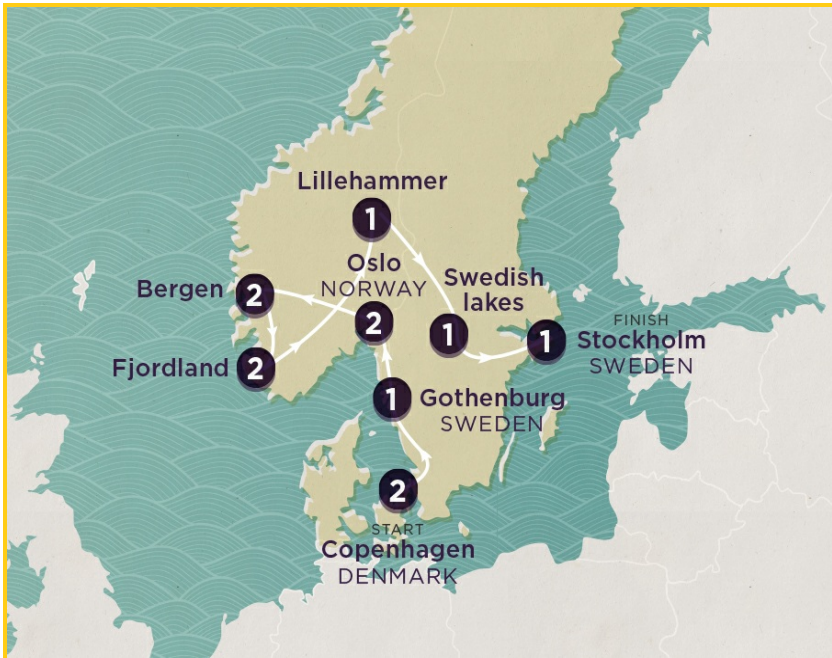 Lillehammer
1
Oslo
NORWAY
2
Bergen
2
Fjordland
2
Swedish
lakes
1
FINISH
Stockholm
SWEDEN
1
1
Gothenburg
SWEDEN
2
START
Copenhagen
DENMARK